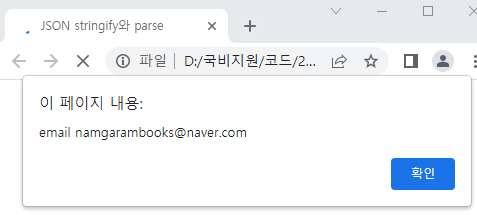 JSON stringify와 parse
파일 | D:/국비지원/코드/2...
이 페이지 내용:
email namgarambooks@naver.com
확인